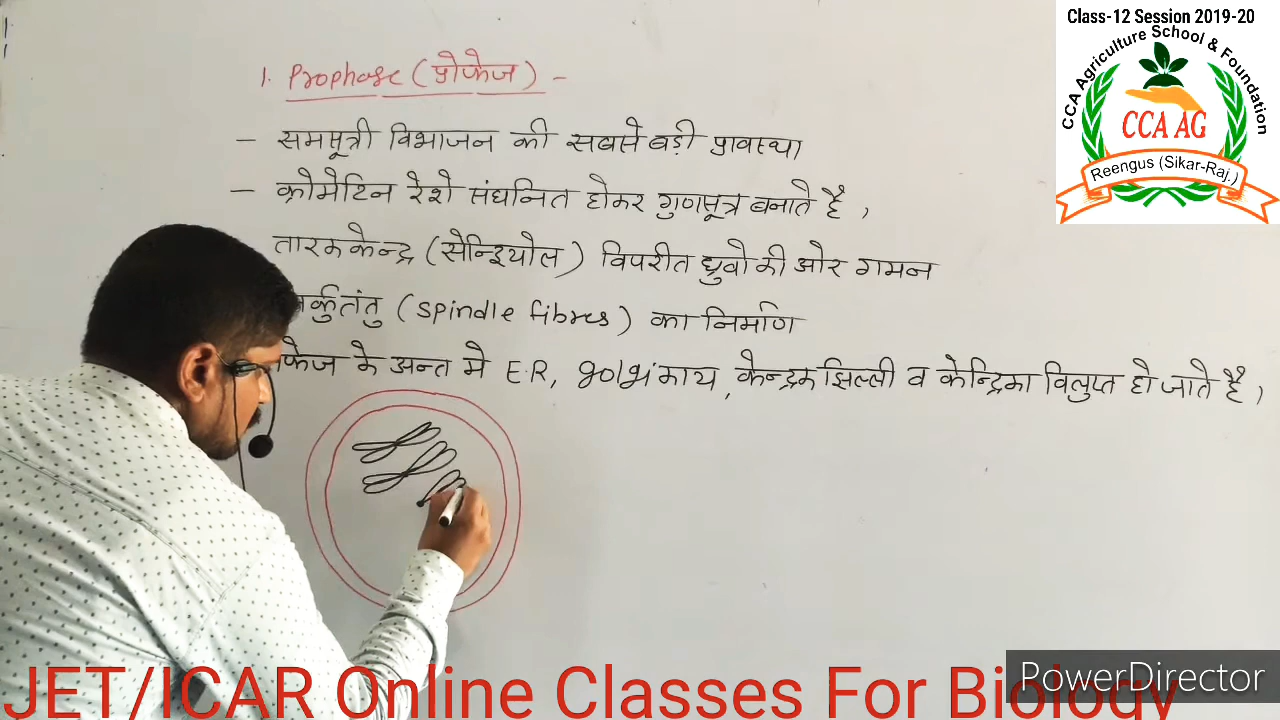 Class-12 Session 2019-20
CCA Agriculture School & Foundation
CCA AG
Reengus (Sikar-Raj.)
1. Prophase (प्रोफेज) -
- समसूत्री विभाजन की सबसे बड़ी प्रावस्था
- क्रोमेटिन रेशे संघनित होकर गुणसूत्र बनाते है,
तारककेन्द्र (सेन्ट्रियोल) विपरीत ध्रुवो की ओर गमन
र्कुतंतु (spindle fibres) का निर्माण
फेज के अन्त मे E.R, golgiकाय, केन्द्रक झिल्ली व केन्द्रिका विलुप्त हो जाते है,
JET/ICAR Online Classes For Biology
PowerDirector